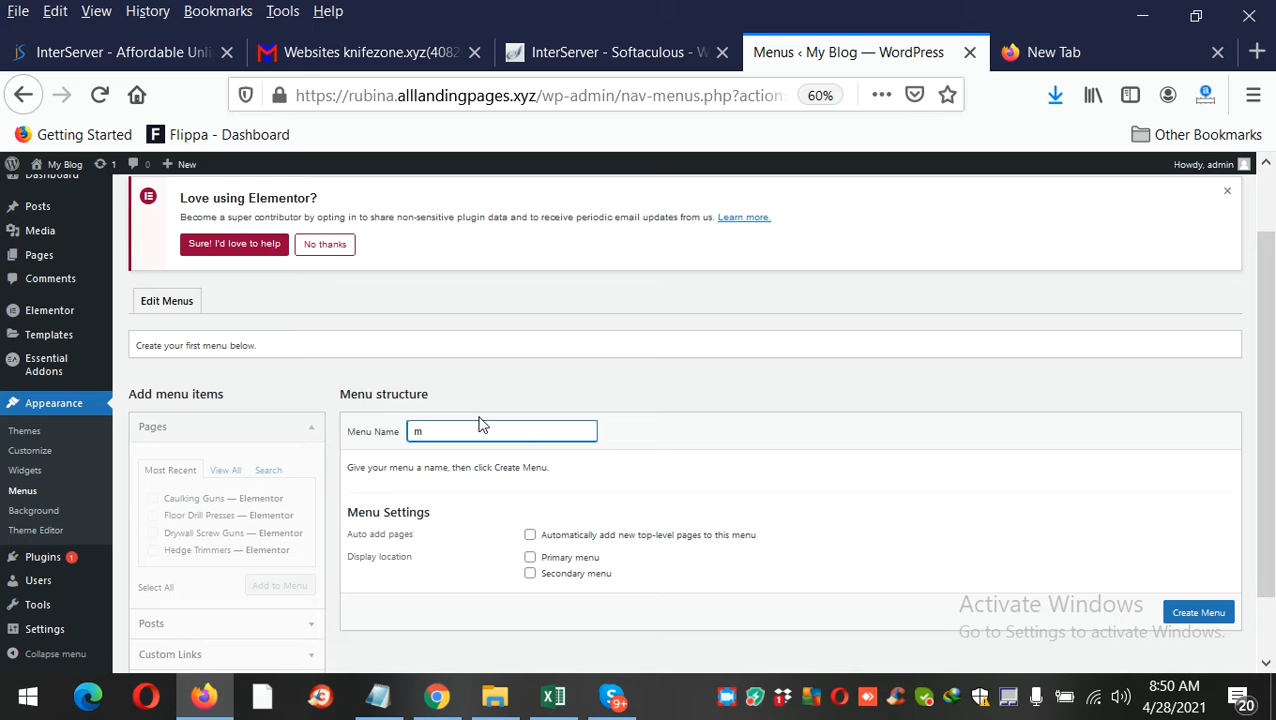 File Edit View History Bookmarks Tools Help
InterServer - Affordable Unli
Websites knifezone.xyz(4082
InterServer - Softaculous - W
Menus ‹ My Blog — WordPress
New Tab
https://rubina.alllandingpages.xyz/wp-admin/nav-menus.php?action=
60%
Getting Started
Flippa - Dashboard
Other Bookmarks
My Blog 1 0 New
Howdy, admin
Dashboard
Posts
Media
Pages
Comments
Elementor
Templates
Essential
Addons
Appearance
Themes
Customize
Widgets
Menus
Background
Theme Editor
Plugins 1
Users
Tools
Settings
Collapse menu
Love using Elementor?
Become a super contributor by opting in to share non-sensitive plugin data and to receive periodic email updates from us. Learn more.
Sure! I'd love to help
No thanks
Edit Menus
Create your first menu below.
Add menu items
Pages
Most Recent View All Search
Caulking Guns — Elementor
Floor Drill Presses — Elementor
Drywall Screw Guns — Elementor
Hedge Trimmers — Elementor
Select All
Add to Menu
Posts
Custom Links
Menu structure
Menu Name m
Give your menu a name, then click Create Menu.
Menu Settings
Auto add pages
Automatically add new top-level pages to this menu
Display location
Primary menu
Secondary menu
Create Menu
Activate Windows
Go to Settings to activate Windows.
9+
8:50 AM
4/28/2021
20